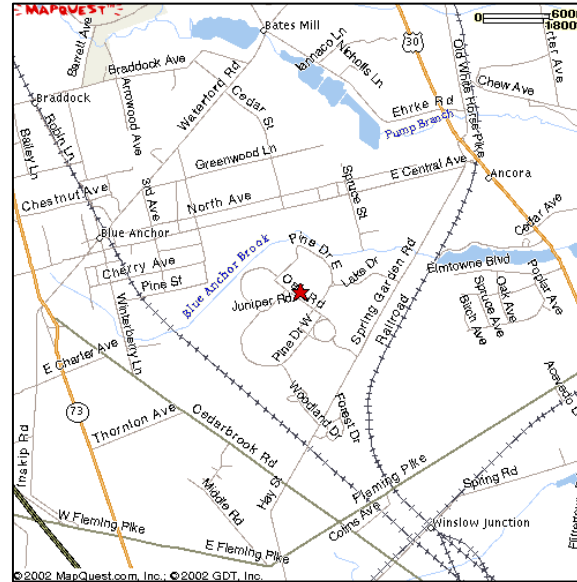 MAPQUEST
0 600
1800
Bates Mill
Barrett Ave
Braddock Ave
Iannaco Ln
Nicholls Ln
30
Old White Horse Pike
Chew Ave
Braddock
Arrowood Ave
Waterford Rd
Cedar St
Ehrke Rd
Pump Branch
Robin Ln
Bailey Ln
Greenwood Ln
E Central Ave
Ancora
Chestnut Ave
3rd Ave
North Ave
Spruce St
Cedar Ave
Blue Anchor
Blue Anchor Brook
Pine Dr E
Cherry Ave
Pine St
Lake Dr
Elmtowne Blvd
Oak Rd
Juniper Rd
Spring Garden Rd
Railroad
Birch Ave
Spruce Ave
Oak Ave
Poplar Ave
Winterberry Ln
Pine Dr W
E Charter Ave
73
Thornlon Ave
Cedarbrook Rd
Woodland Dr
Forest Dr
Inskip Rd
Middle Rd
Hay St
Fleming Pike
Spring Rd
Colins Ave
Winslow Junction
W Fleming Pike
E Fleming Pike
©2002 MapQuest.com, Inc.; ©2002 GDT, Inc.